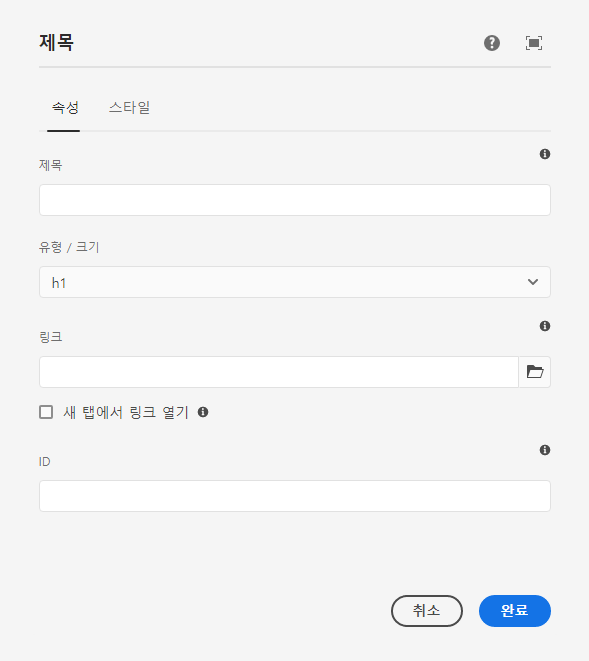 제목
속성 스타일
제목
유형 / 크기
h1
링크
새 탭에서 링크 열기
ID
취소 완료